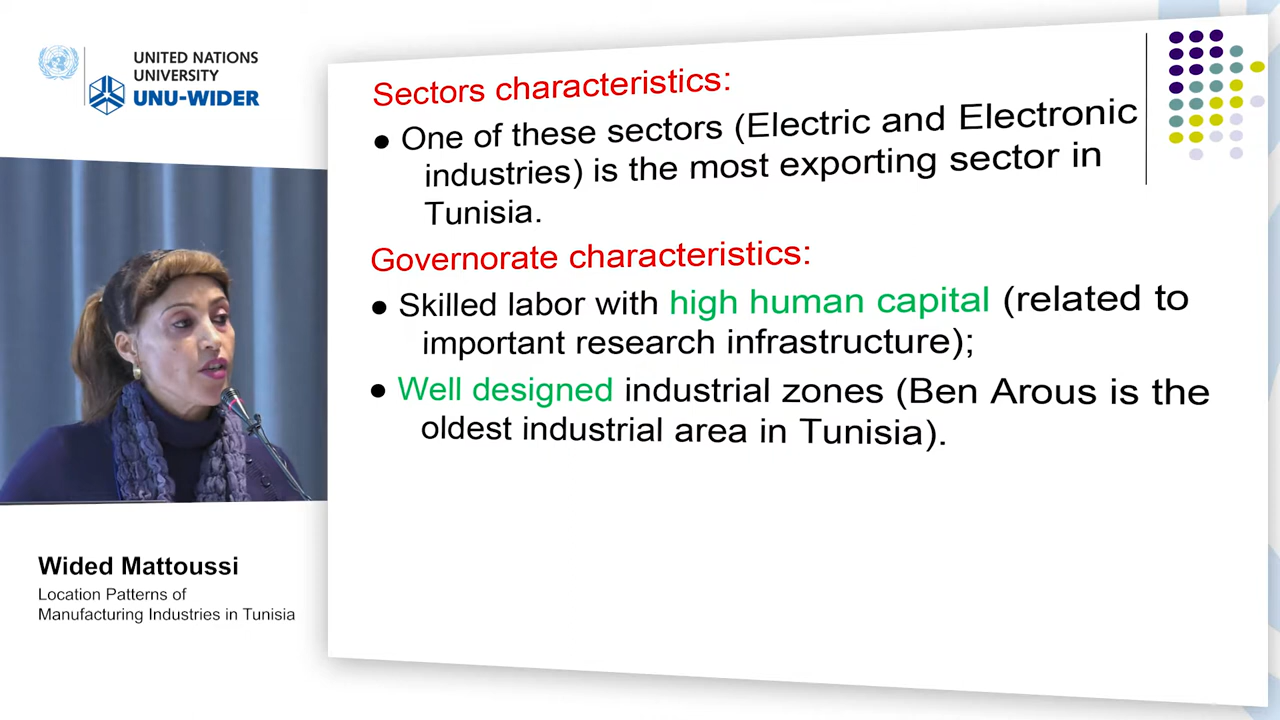 UNITED NATIONS
UNIVERSITY
UNU-WIDER
Sectors characteristics:
● One of these sectors (Electric and Electronic
industries) is the most exporting sector in
Tunisia.
Governorate characteristics:
● Skilled labor with high human capital (related to
important research infrastructure);
● Well designed industrial zones (Ben Arous is the
oldest industrial area in Tunisia).
Wided Mattoussi
Location Patterns of
Manufacturing Industries in Tunisia